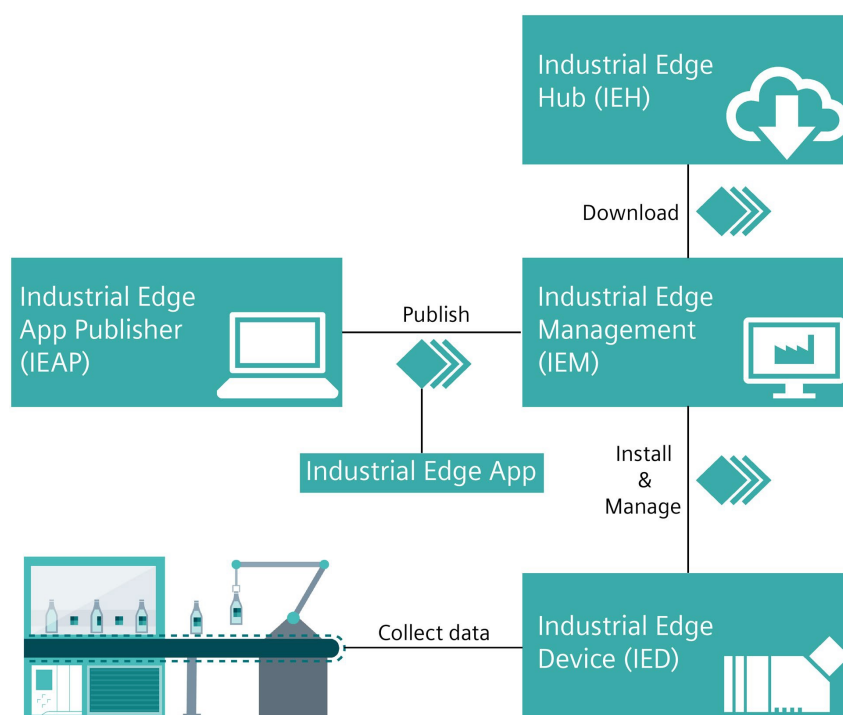 Industrial Edge
Hub (IEH)
Download
Industrial Edge
App Publisher
(IEAP)
Publish
Industrial Edge
Management
(IEM)
Industrial Edge App
Install
&
Manage
Collect data
Industrial Edge
Device (IED)